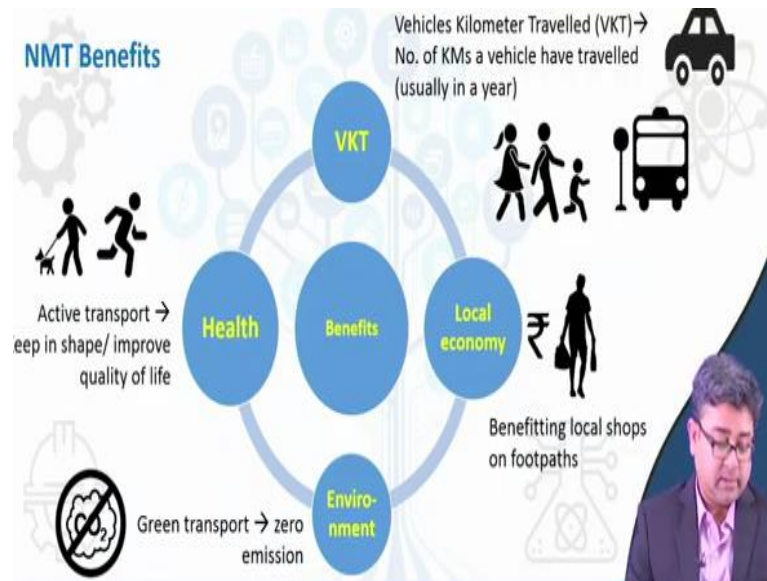 NMT Benefits
Vehicles Kilometer Travelled (VKT)→
No. of KMs a vehicle have travelled
(usually in a year)
VKT
Active transport →
eep in shape/ improve
quality of life
Health
Benefits
Local
economy
₹
Benefitting local shops
on footpaths
Enviro-
nment
CO2
Green transport → zero
emission